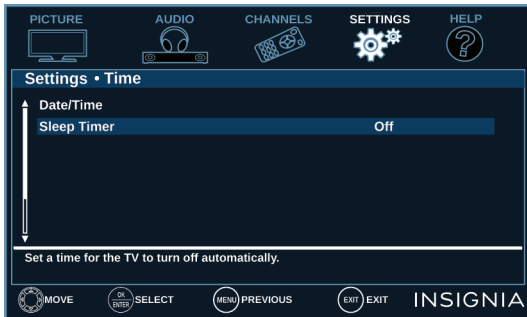 PICTURE AUDIO CHANNELS SETTINGS HELP
Settings • Time
Date/Time
Sleep Timer Off
Set a time for the TV to turn off automatically.
MOVE OK ENTER SELECT MENU PREVIOUS EXIT EXIT INSIGNIA